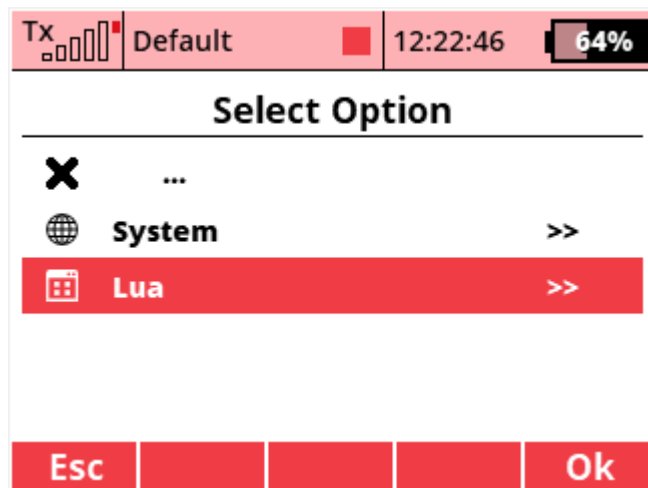 Tx Default 12:22:46 64%
Select Option
...
System >>
Lua >>
Esc Ok